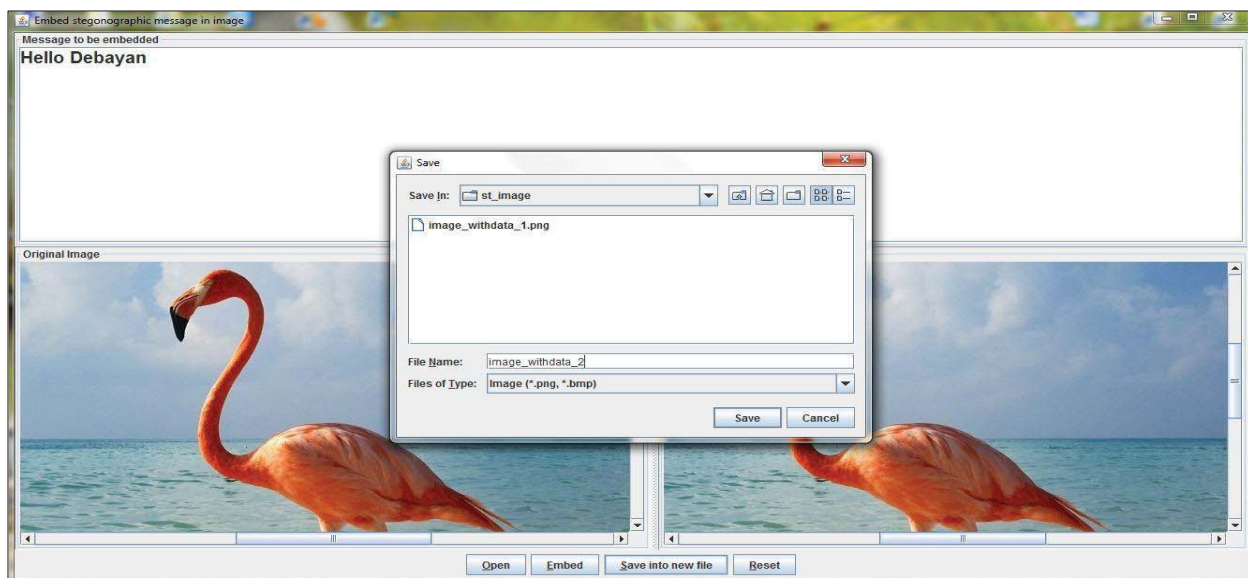 Embed stegonographic message in image
Message to be embedded
Hello Debayan
Save
Save In: st_image
image_withdata_1.png
File Name: image_withdata_2
Files of Type: Image (*.png, *.bmp)
Save Cancel
Original Image
Open Embed Save into new file Reset